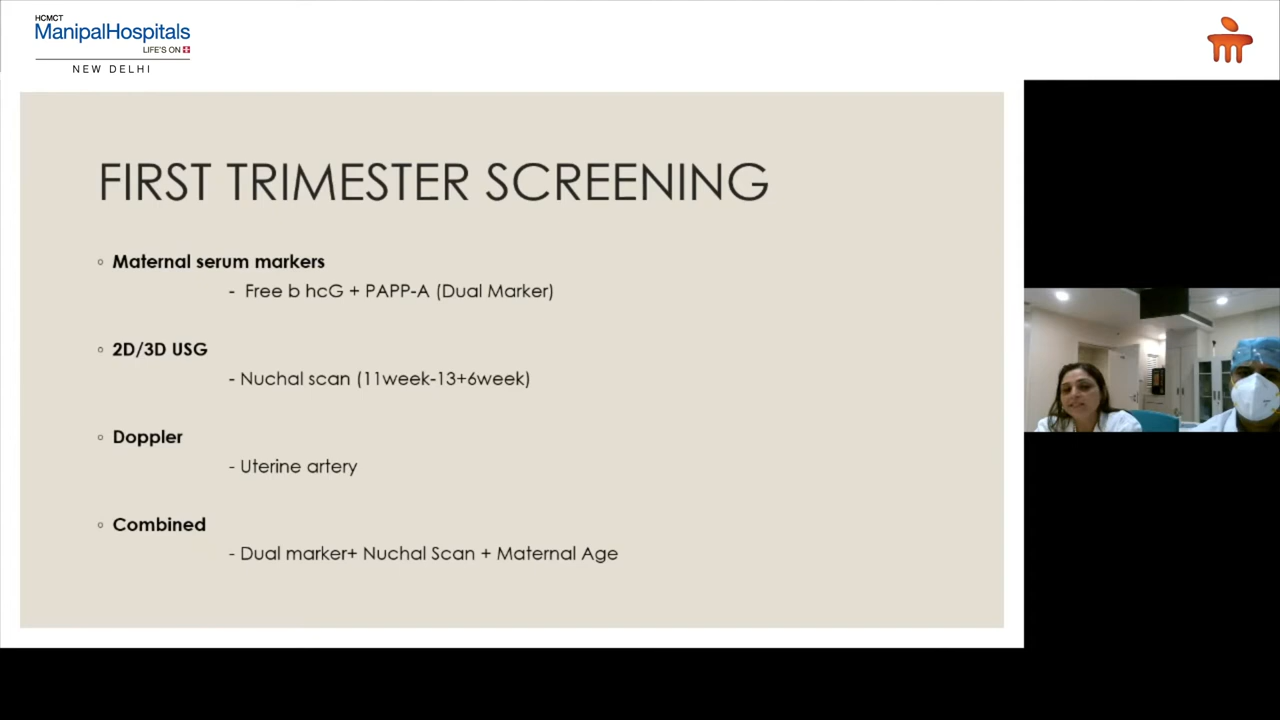 HCMCT
ManipalHospitals
LIFE'S ON
NEW DELHI
FIRST TRIMESTER SCREENING
◦ Maternal serum markers
- Free b hcG + PAPP-A (Dual Marker)
◦ 2D/3D USG
- Nuchal scan (11week-13+6week)
◦ Doppler
- Uterine artery
◦ Combined
- Dual marker+ Nuchal Scan + Maternal Age